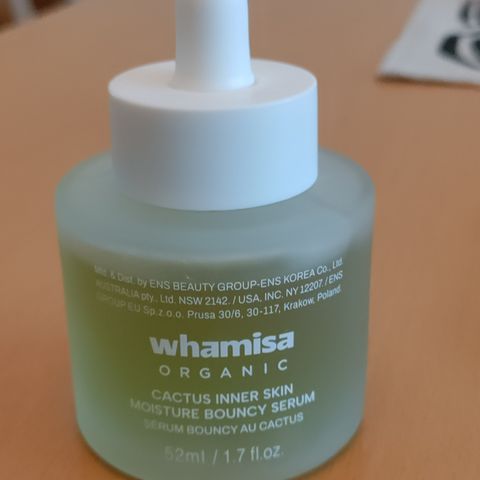 Mfd. & Dist. by ENS BEAUTY GROUP-ENS KOREA Co., Ltd.
AUSTRALIA pty., Ltd. NSW 2142. / USA. INC. NY 12207. / ENS
GROUP EU Sp.z.o.o. Prusa 30/6, 30-117, Krakow, Poland.
whamisa
ORGANIC
CACTUS INNER SKIN
MOISTURE BOUNCY SERUM
SERUM BOUNCY AU CACTUS
52ml / 1.7 fl.oz.